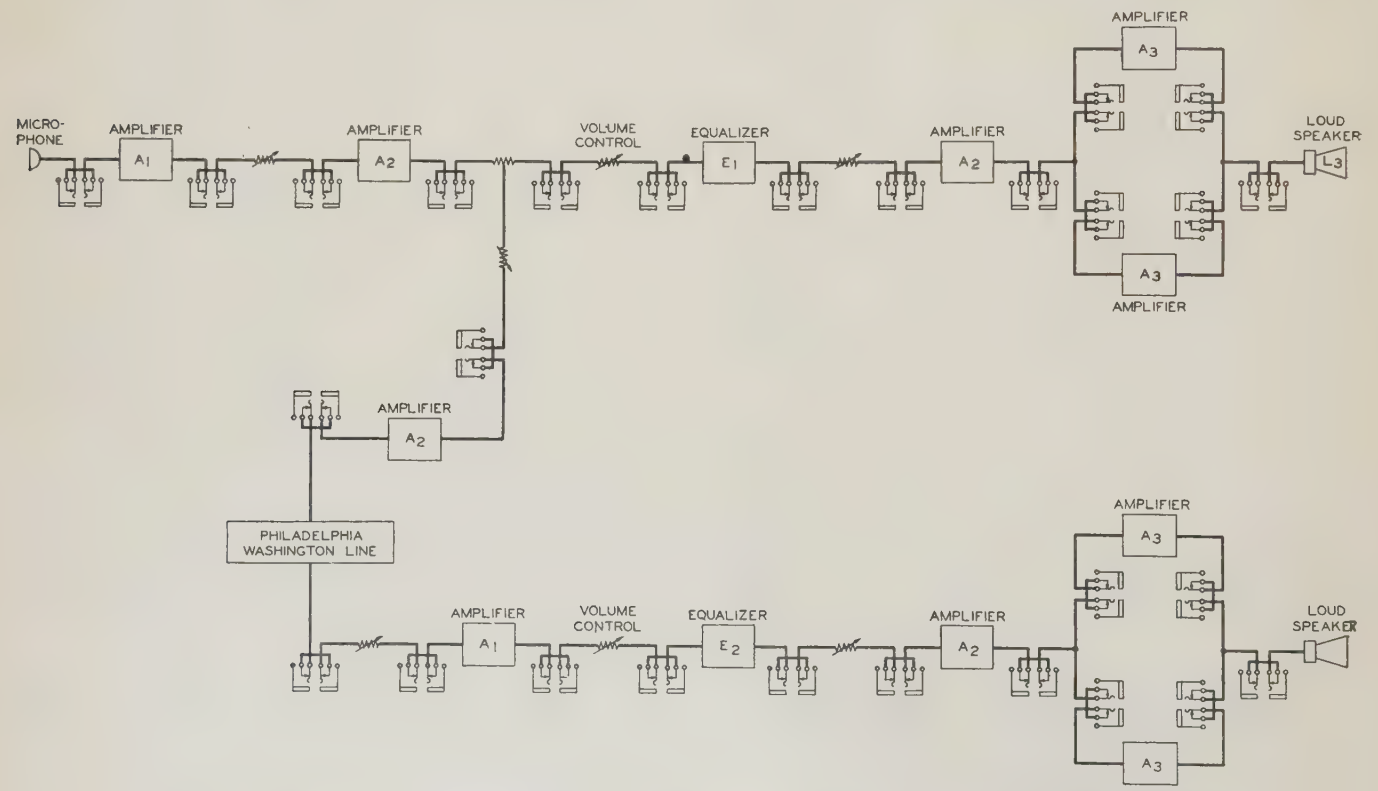 AMPLIFIER
A3
MICRO-
PHONE
AMPLIFIER
A1
AMPLIFIER
A2
VOLUME
CONTROL
EQUALIZER
E1
AMPLIFIER
A2
LOUD
SPEAKER
L3
A3
AMPLIFIER
AMPLIFIER
A2
PHILADELPHIA
WASHINGTON LINE
AMPLIFIER
A3
AMPLIFIER
A1
VOLUME
CONTROL
EQUALIZER
E2
AMPLIFIER
A2
LOUD
SPEAKER
A3